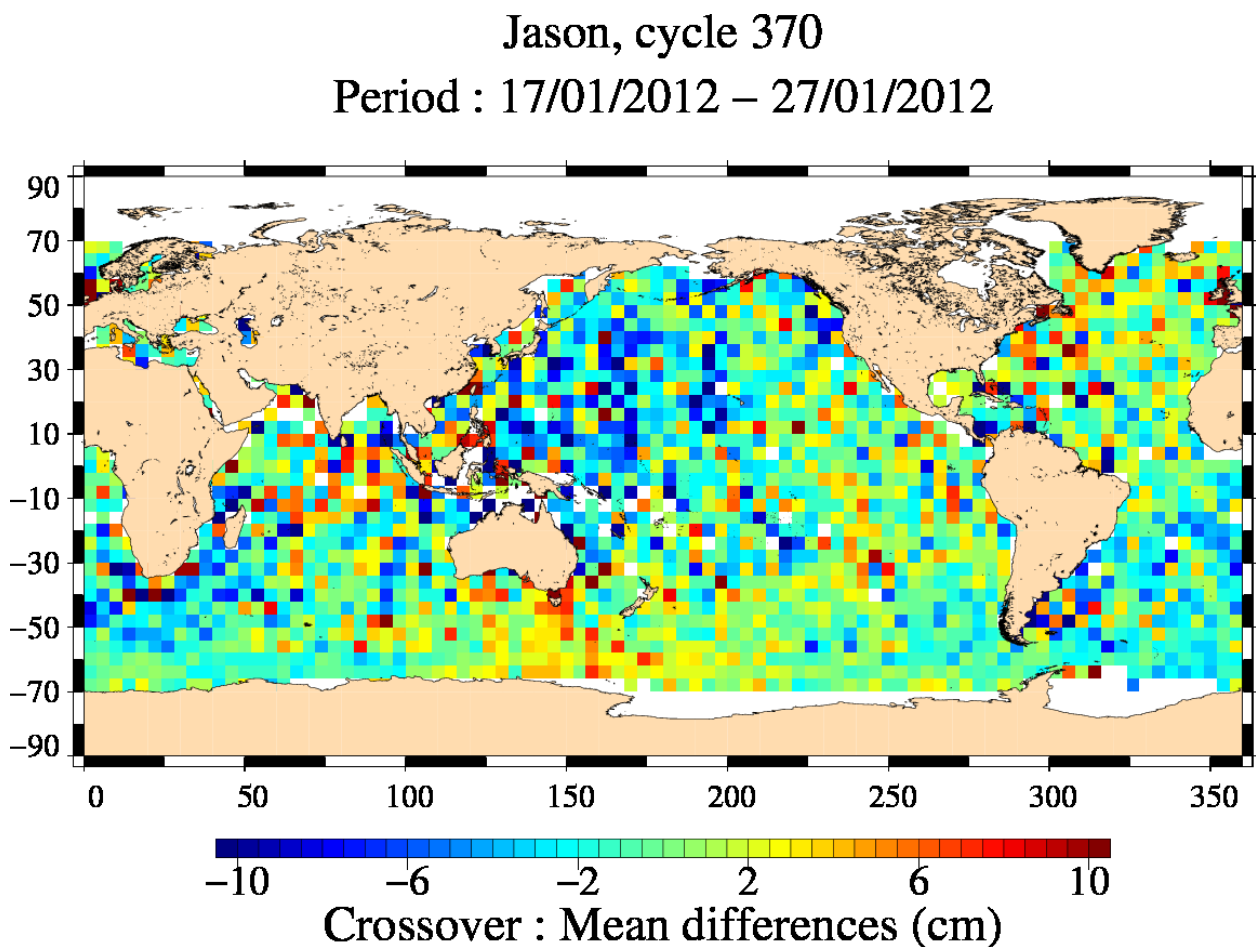 Jason, cycle 370
Period : 17/01/2012 – 27/01/2012
90
70
50
30
10
−10
−30
−50
−70
−90
0 50 100 150 200 250 300 350
−10 −6 −2 2 6 10
Crossover : Mean differences (cm)